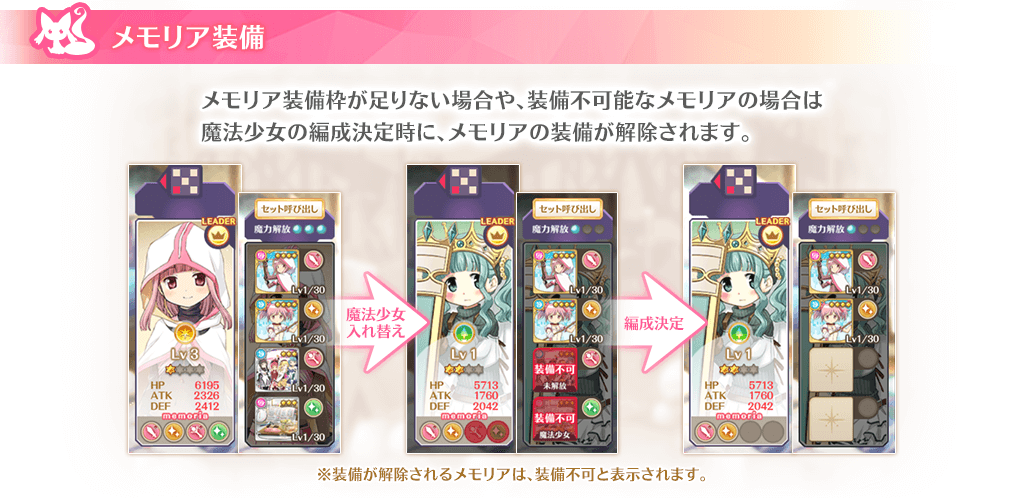 メモリア装備
メモリア装備枠が足りない場合や、装備不可能なメモリアの場合は
魔法少女の編成決定時に、メモリアの装備が解除されます。
LEADER
Lv 3
HP 6195
ATK 2326
DEF 2412
memoria
セット呼び出し
魔力解放
Lv1/30
Lv1/30
Lv1/30
Lv1/30
魔法少女
入れ替え
LEADER
Lv 1
HP 5713
ATK 1760
DEF 2042
memoria
セット呼び出し
魔力解放
Lv1/30
Lv1/30
装備不可
未解放
装備不可
魔法少女
編成決定
LEADER
Lv 1
HP 5713
ATK 1760
DEF 2042
memoria
セット呼び出し
魔力解放
Lv1/30
Lv1/30
※装備が解除されるメモリアは、装備不可と表示されます。